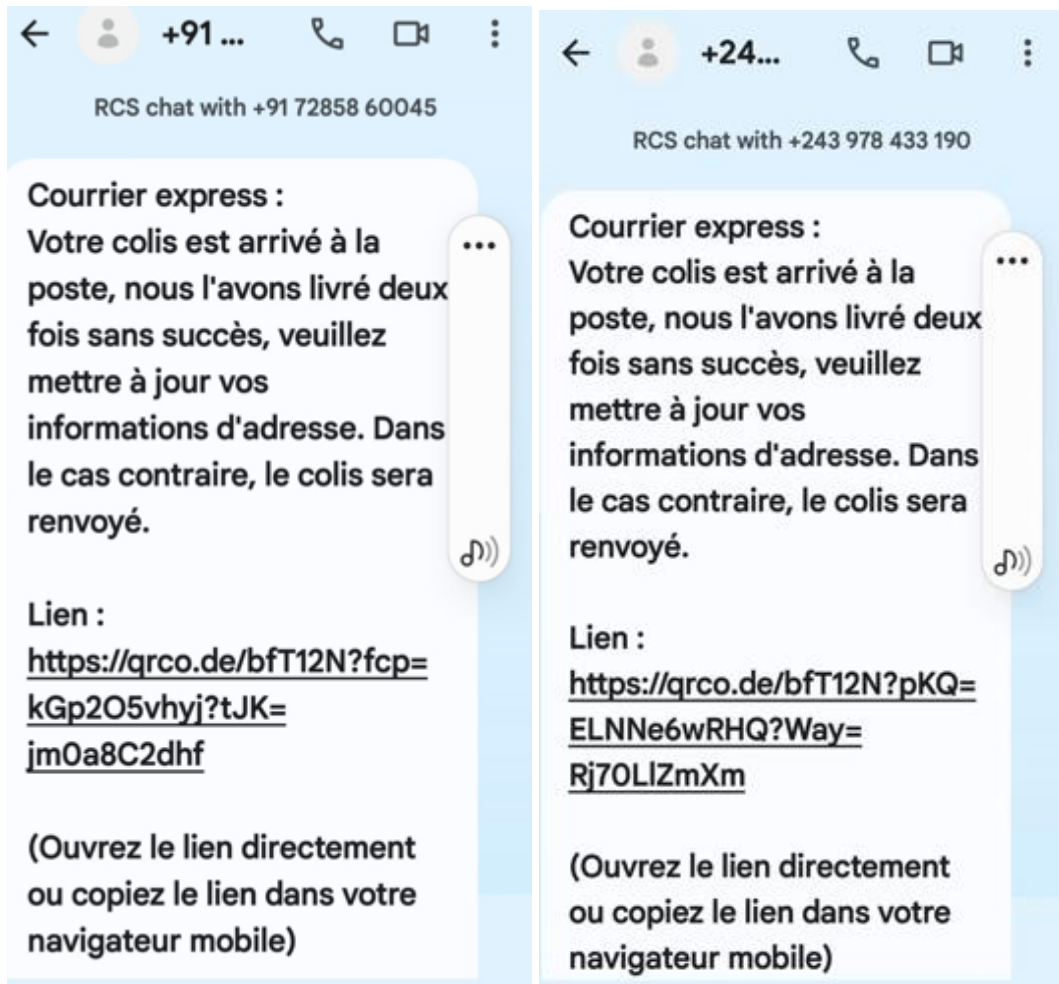 +91 ...
RCS chat with +91 72858 60045
Courrier express :
Votre colis est arrivé à la
poste, nous l'avons livré deux
fois sans succès, veuillez
mettre à jour vos
informations d'adresse. Dans
le cas contraire, le colis sera
renvoyé.
Lien :
https://qrco.de/bfT12N?fcp=
kGp2O5vhyj?tJK=
jm0a8C2dhf
(Ouvrez le lien directement
ou copiez le lien dans votre
navigateur mobile)
+24...
RCS chat with +243 978 433 190
Courrier express :
Votre colis est arrivé à la
poste, nous l'avons livré deux
fois sans succès, veuillez
mettre à jour vos
informations d'adresse. Dans
le cas contraire, le colis sera
renvoyé.
Lien :
https://qrco.de/bfT12N?pKQ=
ELNNe6wRHQ?Way=
Rj70LlZmXm
(Ouvrez le lien directement
ou copiez le lien dans votre
navigateur mobile)